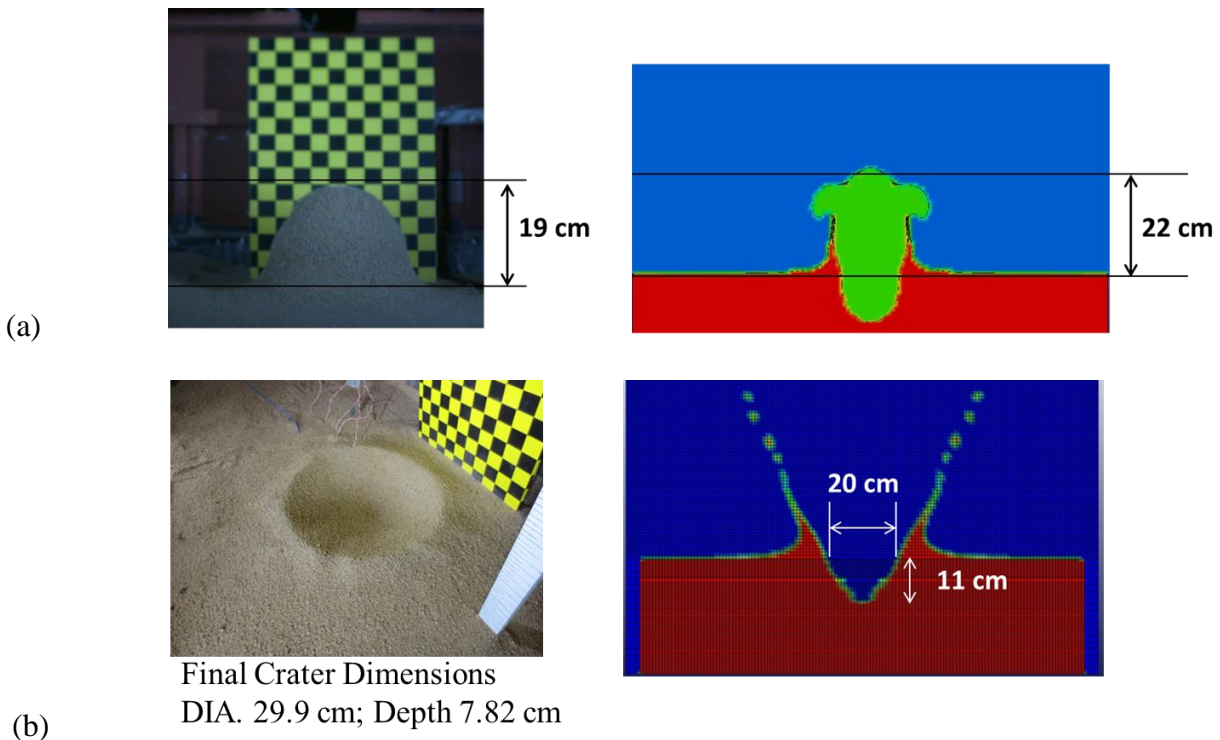 19 cm
22 cm
(a)
20 cm
11 cm
Final Crater Dimensions
DIA. 29.9 cm; Depth 7.82 cm
(b)